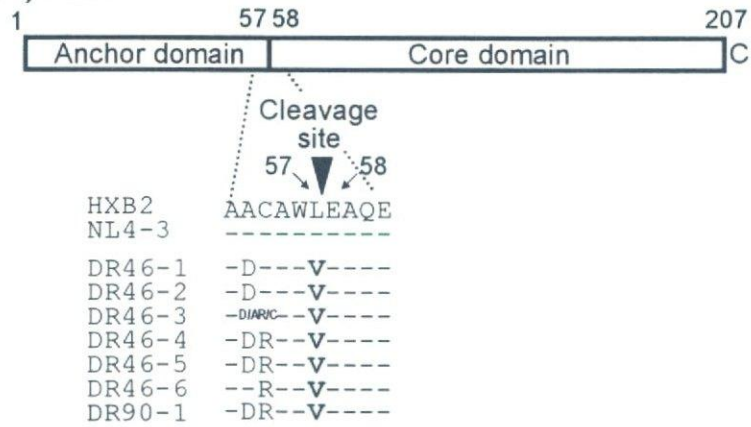 1 57 58 207
Anchor domain Core domain C
Cleavage
site
57 58
HXB2 AACAWLEAQE
NL4-3 ----------
DR46-1 -D---V----
DR46-2 -D---V----
DR46-3 -D/AR/C--V----
DR46-4 -DR--V----
DR46-5 -DR--V----
DR46-6 --R--V----
DR90-1 -DR--V----